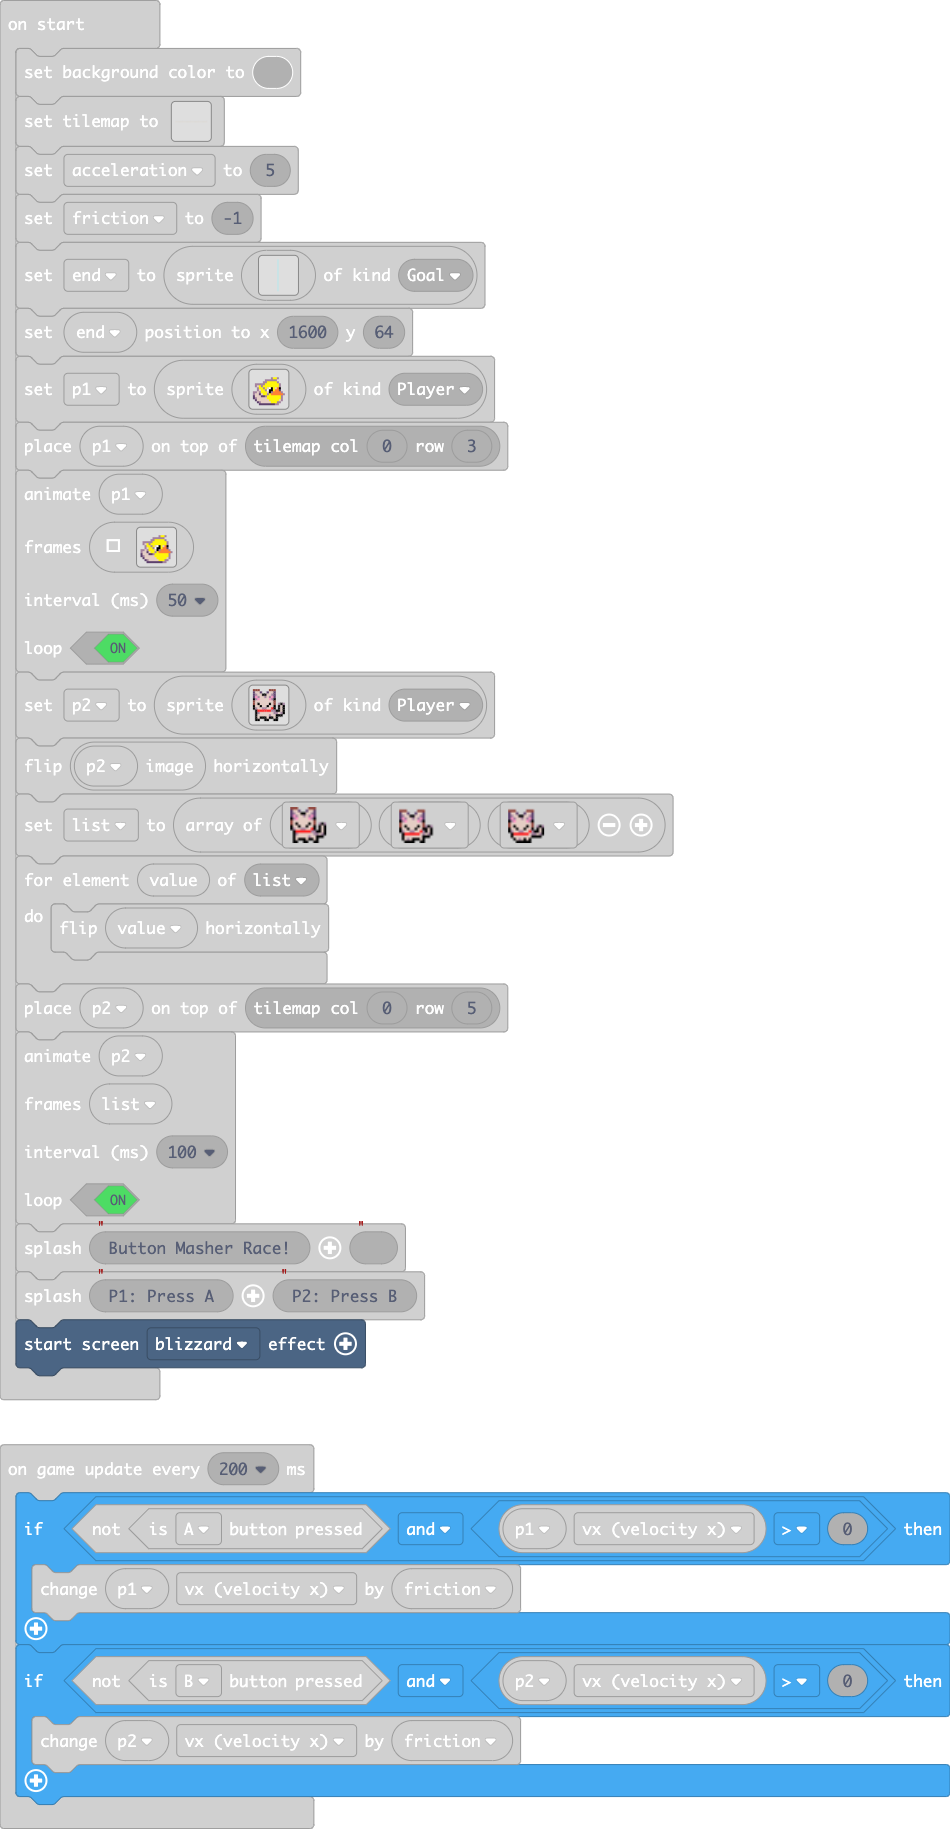 on start
set background color to
set tilemap to
set acceleration to 5
set friction to -1
set end to sprite of kind Goal
set end position to x 1600 y 64
set p1 to sprite of kind Player
place p1 on top of tilemap col 0 row 3
animate p1
frames
interval (ms) 50
loop ON
set p2 to sprite of kind Player
flip p2 image horizontally
set list to array of
for element value of list
do flip value horizontally
place p2 on top of tilemap col 0 row 5
animate p2
frames list
interval (ms) 100
loop ON
splash "Button Masher Race!" 
splash "P1: Press A" "P2: Press B
start screen blizzard effect
on game update every 200 ms
if not is A button pressed and p1 vx (velocity x) > 0 then
change p1 vx (velocity x) by friction
if not is B button pressed and p2 vx (velocity x) > 0 then
change p2 vx (velocity x) by friction